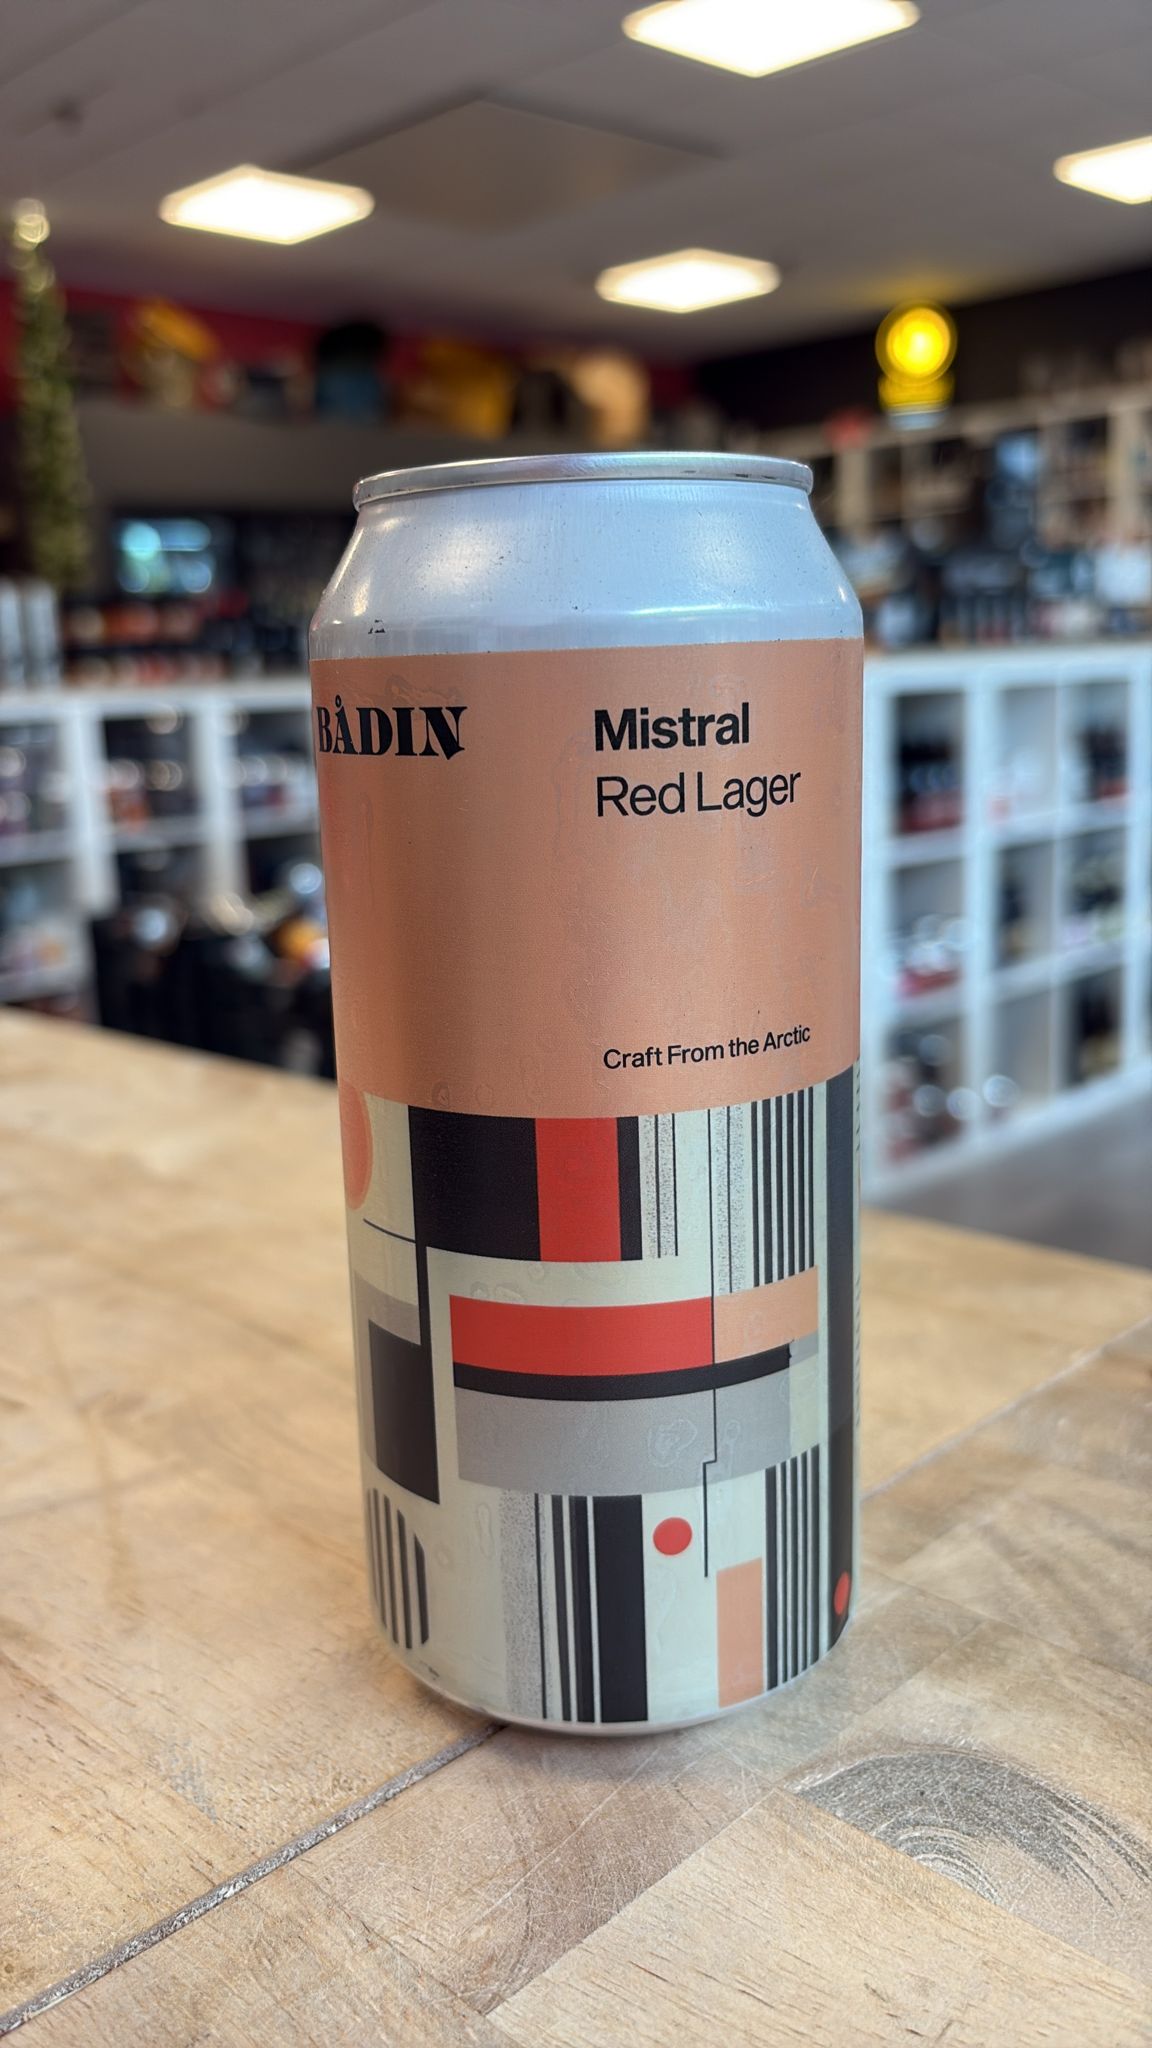 BÅDIN
Mistral
Red Lager
Craft From the Arctic